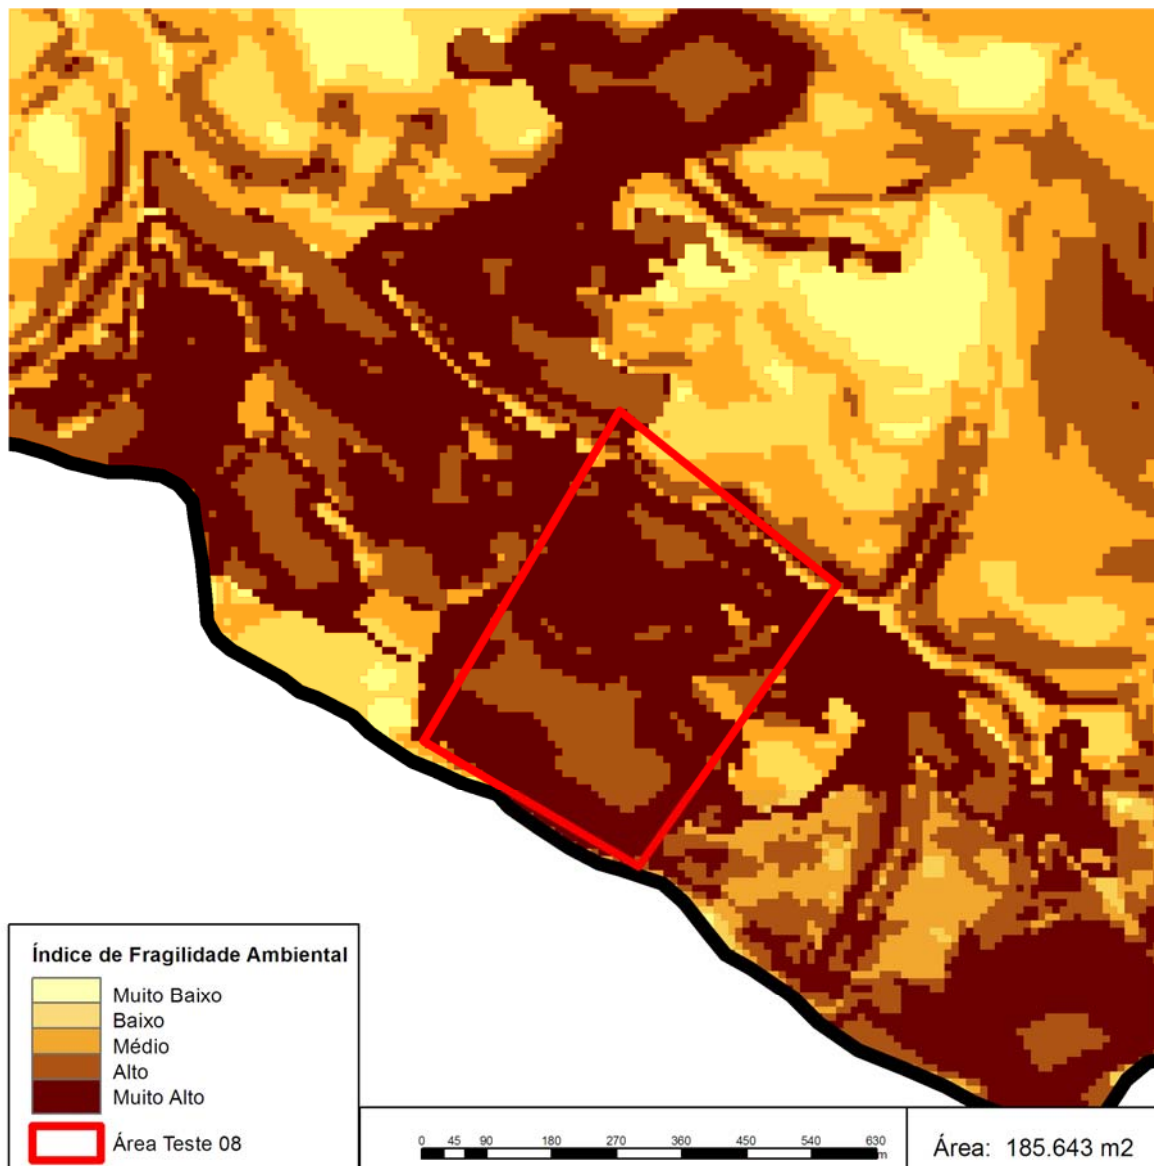 Índice de Fragilidade Ambiental
Muito Baixo
Baixo
Médio
Alto
Muito Alto
Área Teste 08
0 45 90 180 270 360 450 540 630
m
Área: 185.643 m2